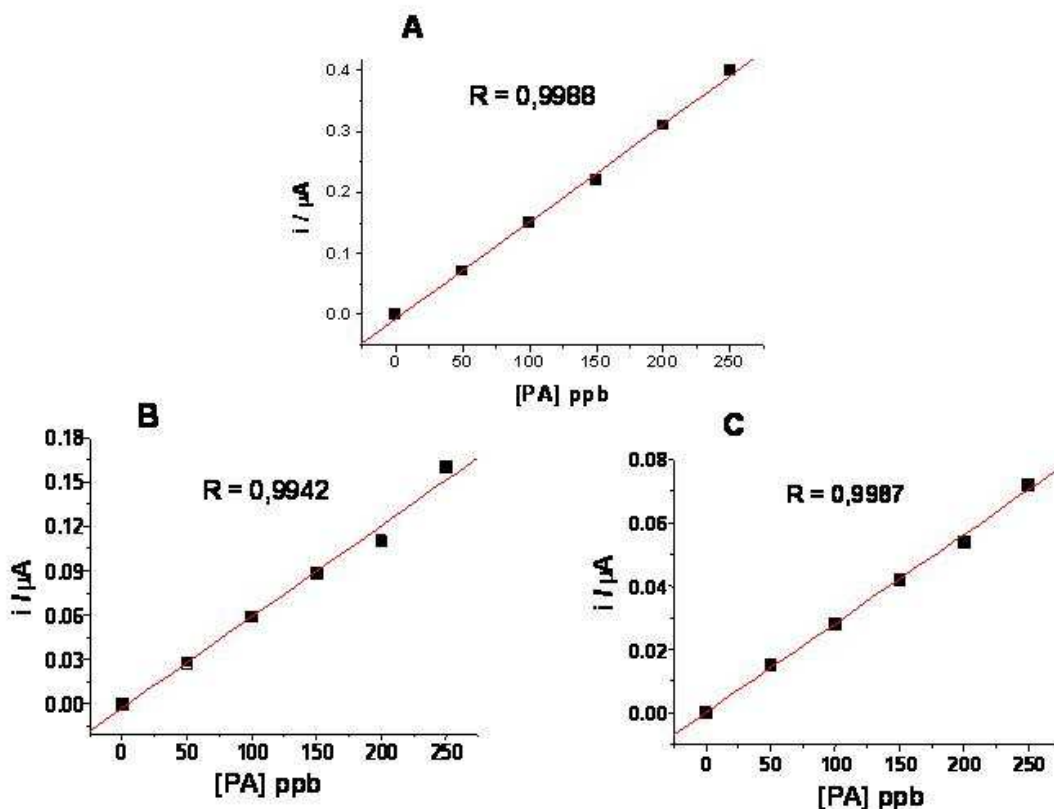 A
R = 0,9988
0.4
0.3
0.2
0.1
0.0
i / µA
0 50 100 150 200 250
[PA] ppb
B
R = 0,9942
0.18
0.15
0.12
0.09
0.06
0.03
0.00
i / µA
0 50 100 150 200 250
[PA] ppb
C
R = 0,9987
0.08
0.06
0.04
0.02
0.00
i / µA
0 50 100 150 200 250
[PA] ppb